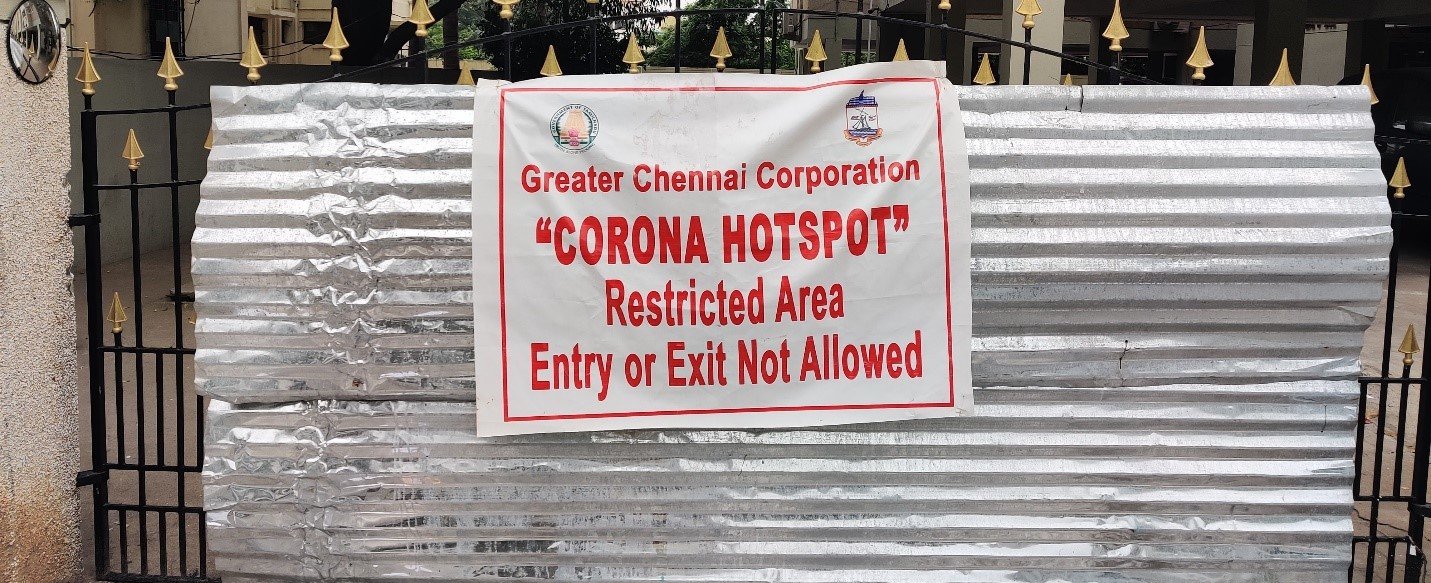 Greater Chennai Corporation
“CORONA HOTSPOT”
Restricted Area
Entry or Exit Not Allowed